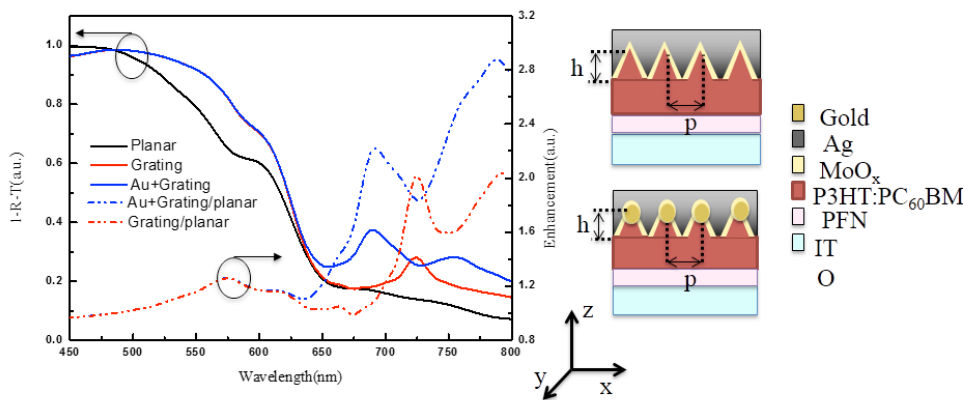 1.0
0.8
0.6
0.4
0.2
0.0
1-R-T(a.u.)
3.2
2.8
2.4
2.0
1.6
1.2
0.8
Enhancement(a.u.)
Planar
Grating
Au+Grating
Au+Grating/planar
Grating/planar
450 500 550 600 650 700 750 800
Wavelength(nm)
h
p
h
p
z
y
x
Gold
Ag
MoOx
P3HT:PC60BM
PFN
IT
O